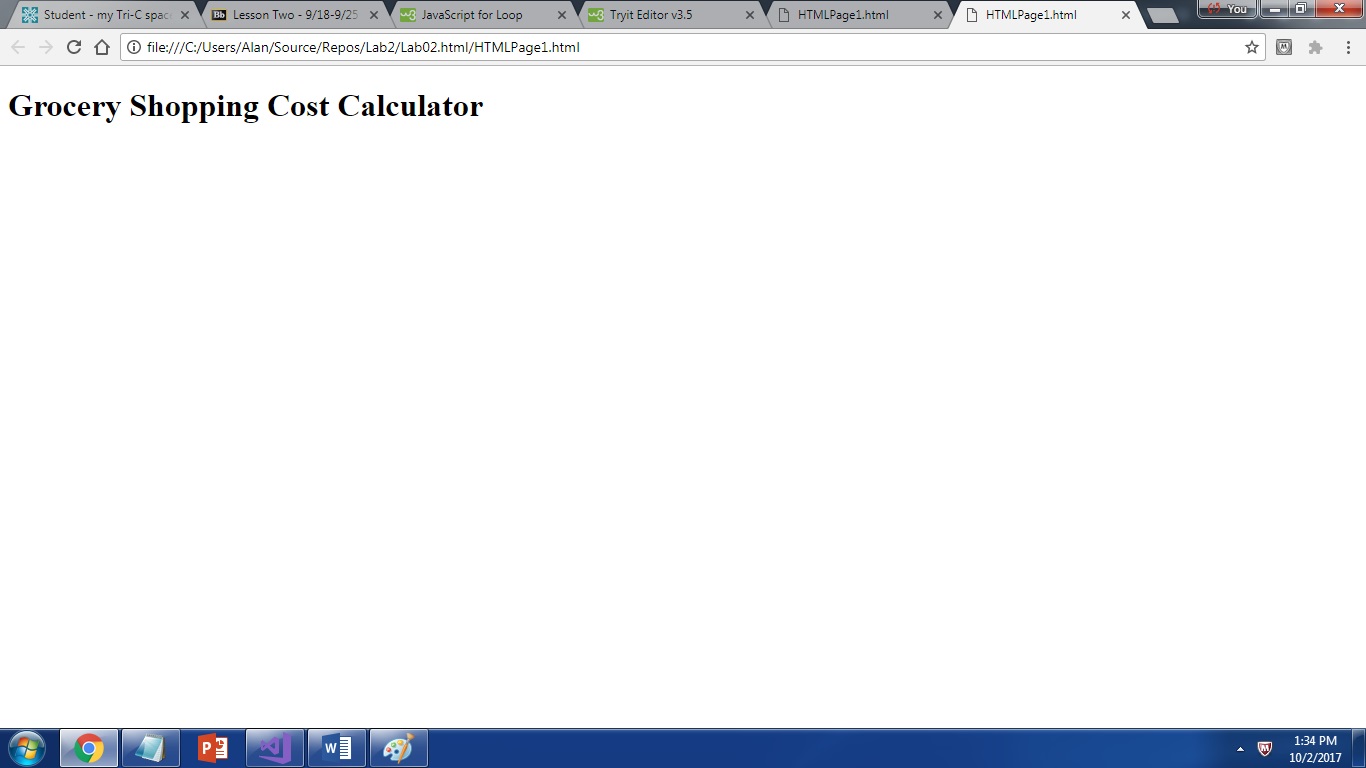 Student - my Tri-C spac
Lesson Two - 9/18-9/25
JavaScript for Loop
Tryit Editor v3.5
HTMLPage1.html
HTMLPage1.html
You
file:///C:/Users/Alan/Source/Repos/Lab2/Lab02.html/HTMLPage1.html
Grocery Shopping Cost Calculator
1:34 PM
10/2/2017